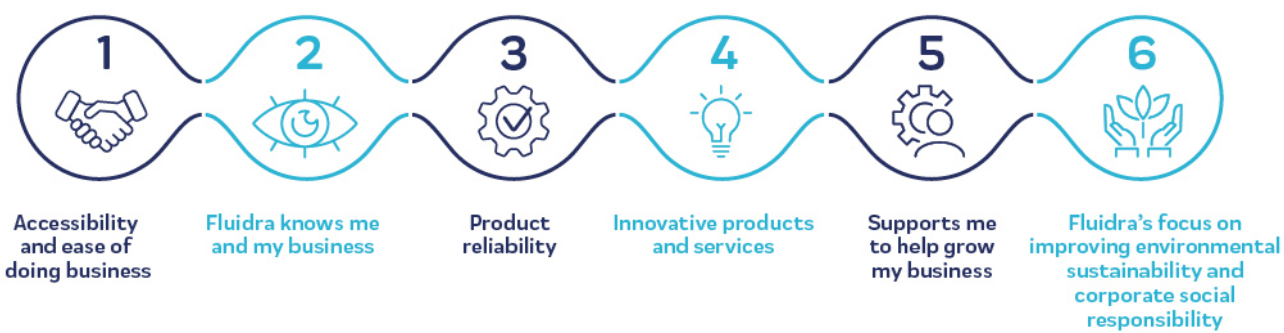 1
Accessibility
and ease of
doing business
2
Fluidra knows me
and my business
3
Product
reliability
4
Innovative products
and services
5
Supports me
to help grow
my business
6
Fluidra’s focus on
improving environmental
sustainability and
corporate social
responsibility